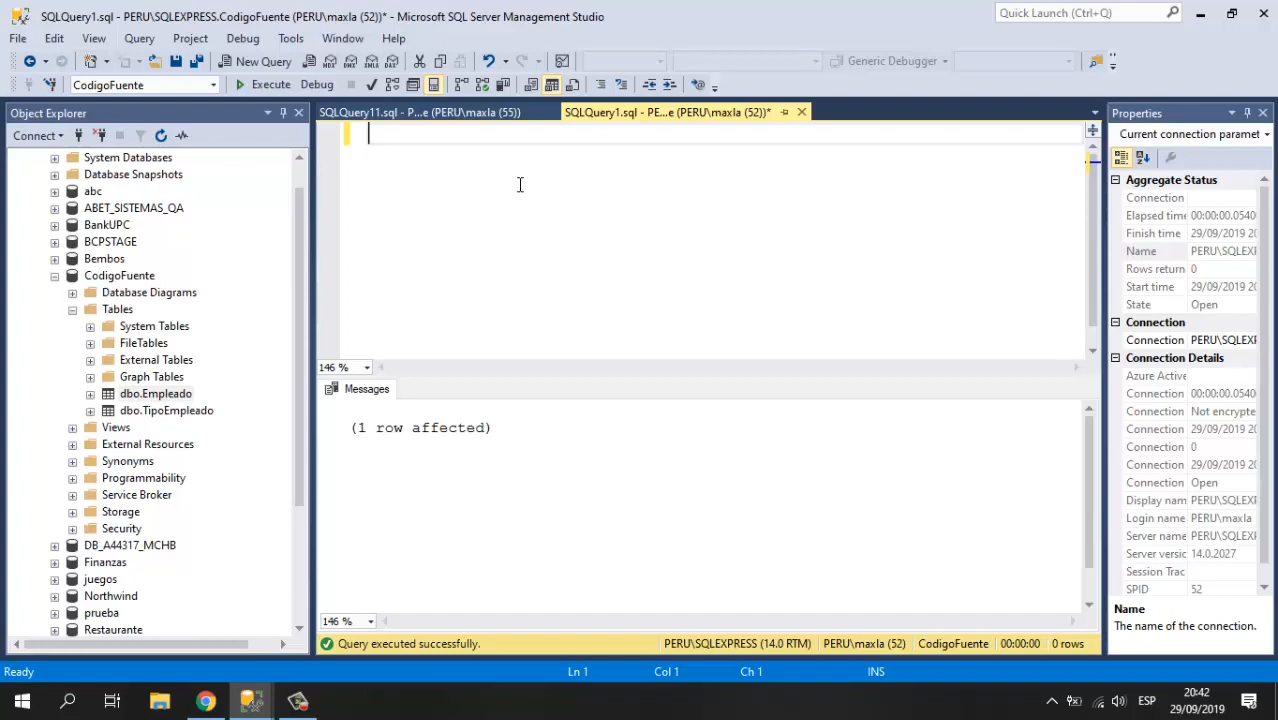 SQLQuery1.sql - PERU\SQLEXPRESS.CodigoFuente (PERU\maxla (52))* - Microsoft SQL Server Management Studio
Quick Launch (Ctrl+Q)
File Edit View Query Project Debug Tools Window Help
New Query
Generic Debugger
CodigoFuente
Execute Debug
Object Explorer
SQLQuery11.sql - P...e (PERU\maxla (55))
SQLQuery1.sql - PE...e (PERU\maxla (52))*
Properties
Connect
Current connection paramet
System Databases
Database Snapshots
abc
ABET_SISTEMAS_QA
BankUPC
BCPSTAGE
Bembos
CodigoFuente
Database Diagrams
Tables
System Tables
FileTables
External Tables
Graph Tables
dbo.Empleado
dbo.TipoEmpleado
Views
External Resources
Synonyms
Programmability
Service Broker
Storage
Security
DB_A44317_MCHB
Finanzas
juegos
Northwind
prueba
Restaurante
146 %
Messages
(1 row affected)
146 %
Query executed successfully.
PERU\SQLEXPRESS (14.0 RTM)
PERU\maxla (52)
CodigoFuente
00:00:00
0 rows
Aggregate Status
Connection
Elapsed time 00:00:00.0540
Finish time 29/09/2019 20
Name PERU\SQLEXP
Rows return 0
Start time 29/09/2019 20
State Open
Connection
Connection PERU\SQLEXP
Connection Details
Azure Active
Connection 00:00:00.0540
Connection Not encrypte
Connection 29/09/2019 20
Connection 0
Connection 29/09/2019 20
Connection Open
Display nam PERU\SQLEXP
Login name PERU\maxla
Server name PERU\SQLEXP
Server versic 14.0.2027
Session Trac
SPID 52
Name
The name of the connection.
Ready
Ln 1
Col 1
Ch 1
INS
ESP
20:42
29/09/2019